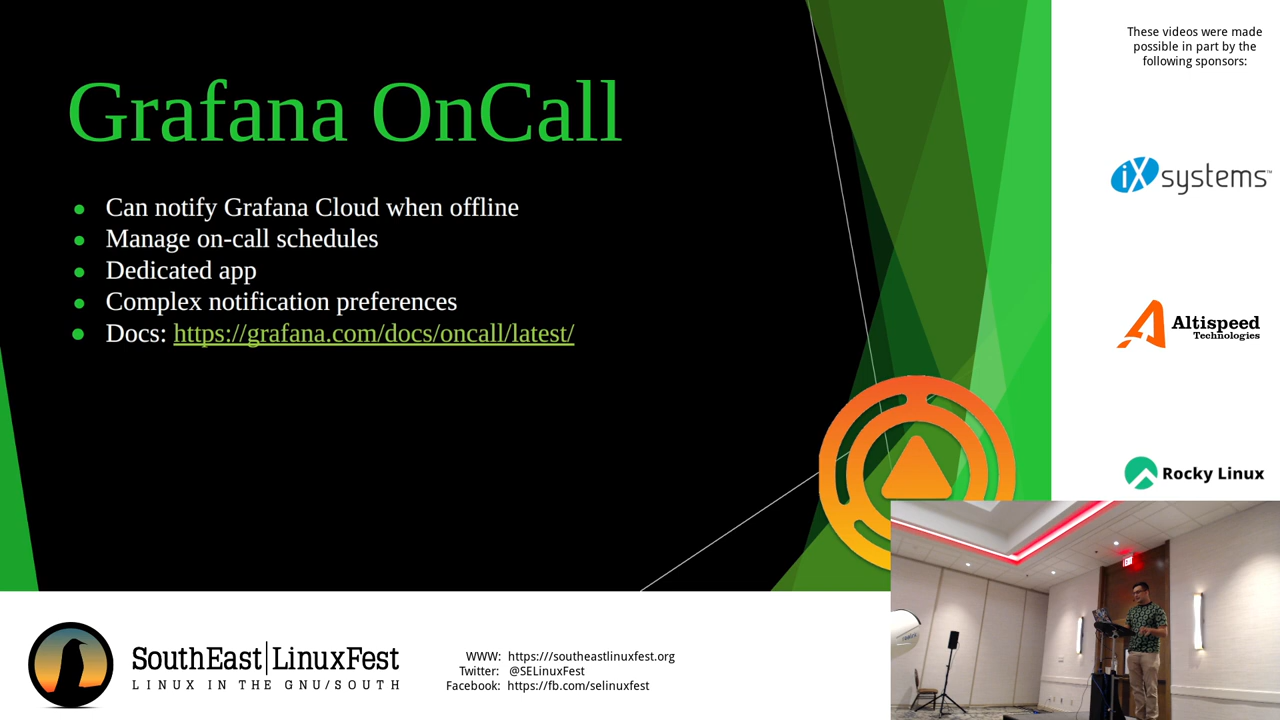 Grafana OnCall
Can notify Grafana Cloud when offline
Manage on-call schedules
Dedicated app
Complex notification preferences
Docs: https://grafana.com/docs/oncall/latest/
These videos were made
possible in part by the
following sponsors:
iXsystems™
Altispeed
Technologies
Rocky Linux
EXIT
SouthEast|LinuxFest
LINUX IN THE GNU/SOUTH
WWW: https:///southeastlinuxfest.org
Twitter: @SELinuxFest
Facebook: https://fb.com/selinuxfest